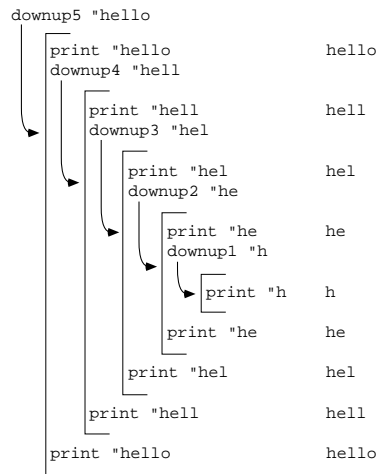 downup5 "hello
print "hello hello
downup4 "hell
print "hell hell
downup3 "hel
print "hel hel
downup2 "he
print "he he
downup1 "h
print "h h
print "he he
print "hel hel
print "hell hell
print "hello hello